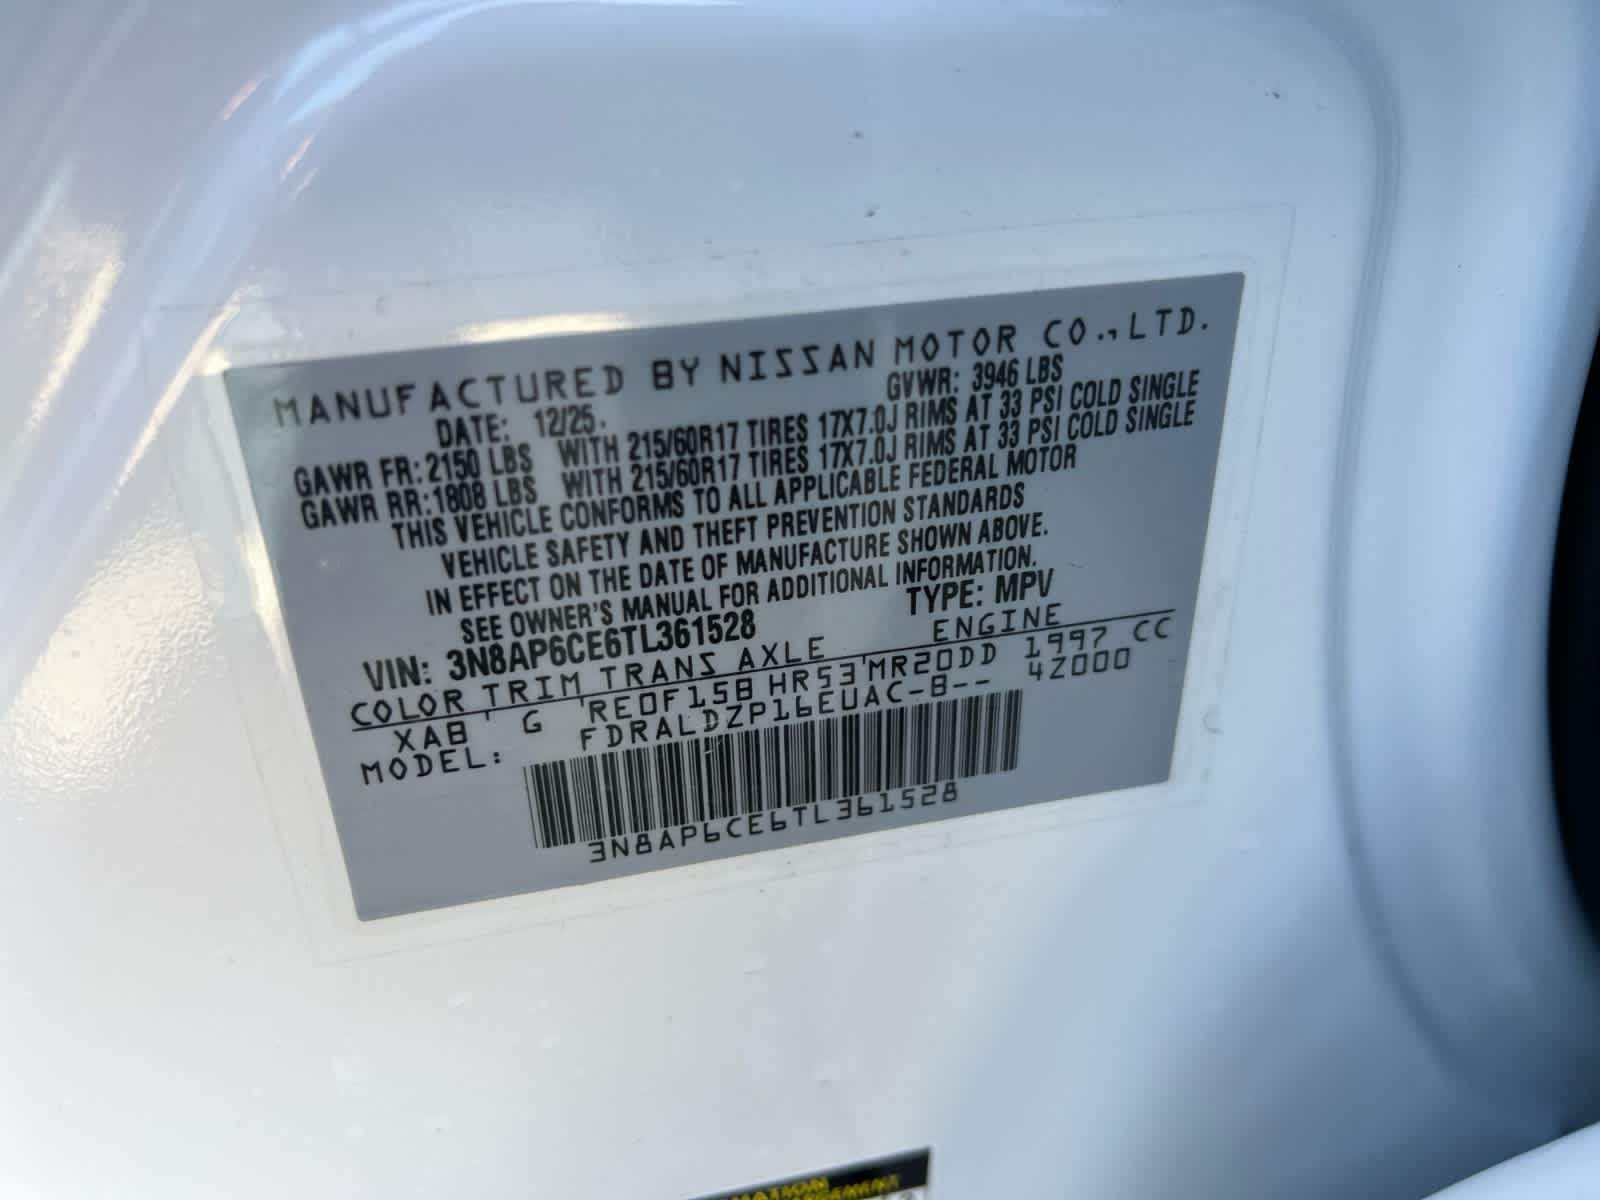 MANUFACTURED BY NISSAN MOTOR CO.,LTD.
DATE: 12/25. GVWR: 3946 LBS
GAWR FR:2150 LBS WITH 215/60R17 TIRES 17X7.0J RIMS AT 33 PSI COLD SINGLE
GAWR RR:1808 LBS WITH 215/60R17 TIRES 17X7.0J RIMS AT 33 PSI COLD SINGLE
THIS VEHICLE CONFORMS TO ALL APPLICABLE FEDERAL MOTOR
VEHICLE SAFETY AND THEFT PREVENTION STANDARDS
IN EFFECT ON THE DATE OF MANUFACTURE SHOWN ABOVE.
SEE OWNER'S MANUAL FOR ADDITIONAL INFORMATION.
VIN: 3N8AP6CE6TL361528 TYPE: MPV
COLOR TRIM TRANS AXLE ENGINE
XAB ' G 'RE0F15B HR53'MR20DD 1997 CC
MODEL: FDRALDZP16EUAC-B-- 4Z000
3N8AP6CE6TL361528